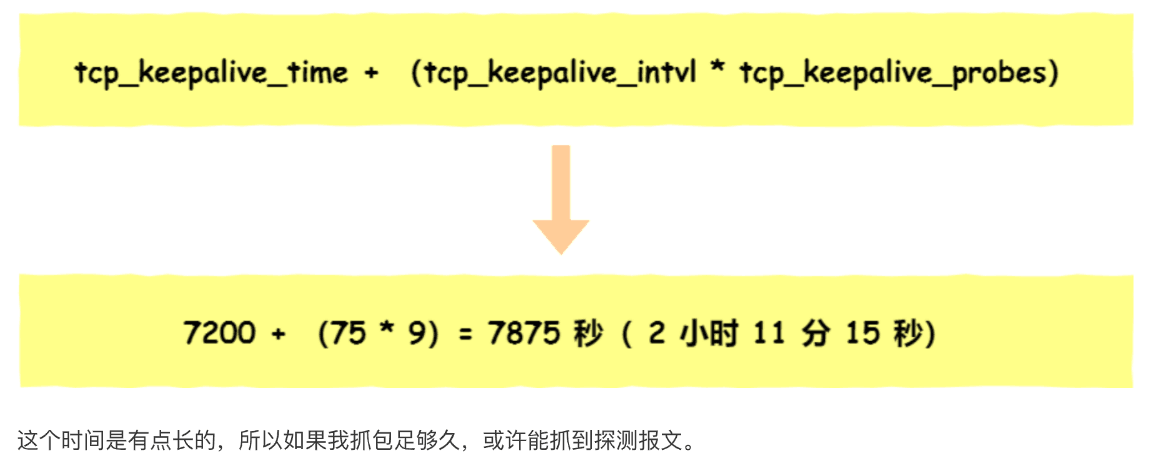 tcp_keepalive_time + (tcp_keepalive_intvl * tcp_keepalive_probes)
7200 + (75 * 9) = 7875 秒 ( 2 小时 11 分 15 秒)
这个时间是有点长的，所以如果我抓包足够久，或许能抓到探测报文。